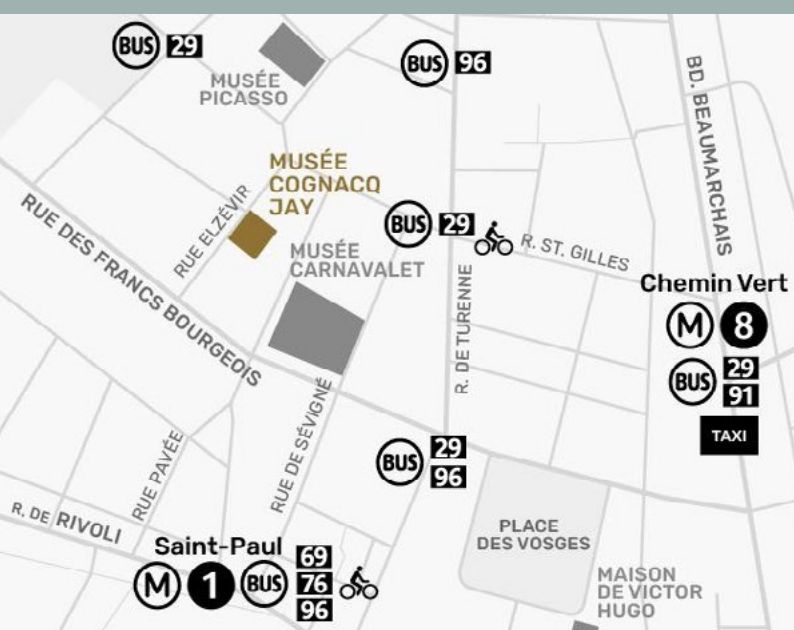 BUS 29
MUSÉE
PICASSO
BUS 96
BD. BEAUMARCHAIS
MUSÉE
COGNACQ
JAY
RUE ELZÉVIR
RUE DES FRANCS BOURGEOIS
BUS 29
R. ST. GILLES
MUSÉE
CARNAVALET
R. DE TURENNE
Chemin Vert
M 8
BUS 29
91
TAXI
RUE DE SÉVIGNÉ
RUE PAVÉE
BUS 29
96
R. DE RIVOLI
PLACE
DES VOSGES
Saint-Paul
M 1 BUS 69
76
96
MAISON
DE VICTOR
HUGO